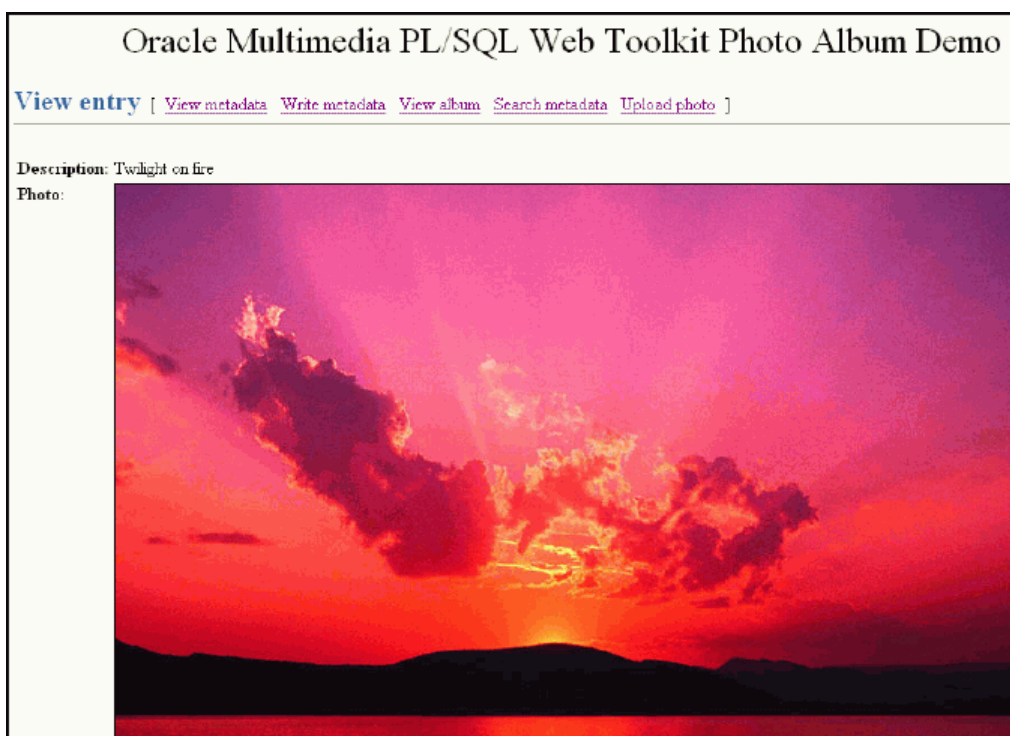 Oracle Multimedia PL/SQL Web Toolkit Photo Album Demo
View entry [ View metadata Write metadata View album Search metadata Upload photo ]
Description: Twilight on fire
Photo: